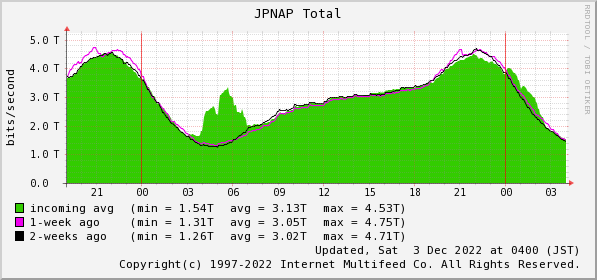 JPNAP Total
RRDTOOL / TOBI OETIKER
bits/second
5.0 T
4.0 T
3.0 T
2.0 T
1.0 T
0.0
21 00 03 06 09 12 15 18 21 00 03
incoming avg (min = 1.54T avg = 3.13T max = 4.53T)
1-week ago (min = 1.31T avg = 3.05T max = 4.75T)
2-weeks ago (min = 1.26T avg = 3.02T max = 4.71T)
Updated, Sat 3 Dec 2022 at 0400 (JST)
Copyright(c) 1997-2022 Internet Multifeed Co. All Rights Reserved.